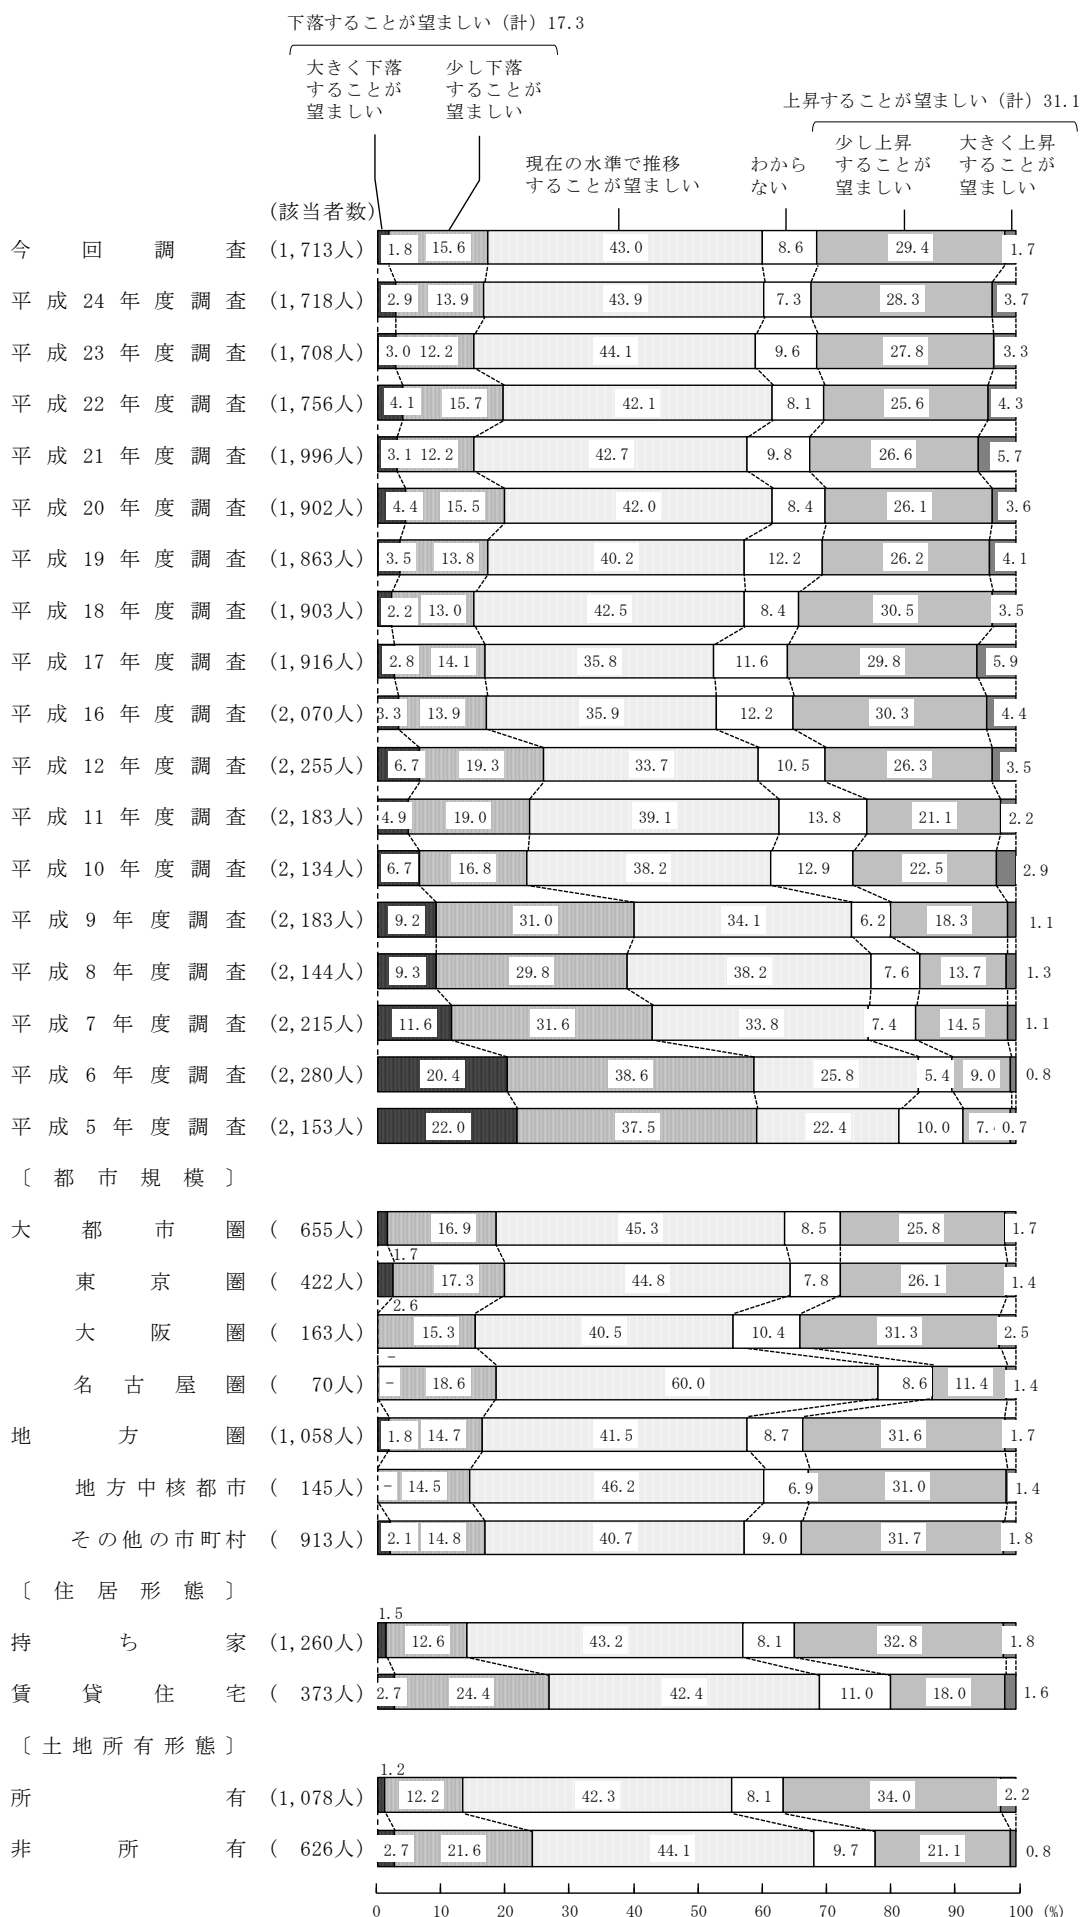 下落することが望ましい（計）17.3
大きく下落
することが
望ましい
少し下落
することが
望ましい
上昇することが望ましい（計）31.1
現在の水準で推移
することが望ましい
わから
ない
少し上昇
することが
望ましい
大きく上昇
することが
望ましい
(該当者数)
今回調査 (1,713人) 1.8 15.6 43.0 8.6 29.4 1.7
平成24年度調査 (1,718人) 2.9 13.9 43.9 7.3 28.3 3.7
平成23年度調査 (1,708人) 3.0 12.2 44.1 9.6 27.8 3.3
平成22年度調査 (1,756人) 4.1 15.7 42.1 8.1 25.6 4.3
平成21年度調査 (1,996人) 3.1 12.2 42.7 9.8 26.6 5.7
平成20年度調査 (1,902人) 4.4 15.5 42.0 8.4 26.1 3.6
平成19年度調査 (1,863人) 3.5 13.8 40.2 12.2 26.2 4.1
平成18年度調査 (1,903人) 2.2 13.0 42.5 8.4 30.5 3.5
平成17年度調査 (1,916人) 2.8 14.1 35.8 11.6 29.8 5.9
平成16年度調査 (2,070人) 3.3 13.9 35.9 12.2 30.3 4.4
平成12年度調査 (2,255人) 6.7 19.3 33.7 10.5 26.3 3.5
平成11年度調査 (2,183人) 4.9 19.0 39.1 13.8 21.1 2.2
平成10年度調査 (2,134人) 6.7 16.8 38.2 12.9 22.5 2.9
平成9年度調査 (2,183人) 9.2 31.0 34.1 6.2 18.3 1.1
平成8年度調査 (2,144人) 9.3 29.8 38.2 7.6 13.7 1.3
平成7年度調査 (2,215人) 11.6 31.6 33.8 7.4 14.5 1.1
平成6年度調査 (2,280人) 20.4 38.6 25.8 5.4 9.0 0.8
平成5年度調査 (2,153人) 22.0 37.5 22.4 10.0 0.7
〔都市規模〕
大都市圏 (655人) 16.9 45.3 8.5 25.8 1.7
1.7
東京圏 (422人) 17.3 44.8 7.8 26.1 1.4
2.6
大阪圏 (163人) 15.3 40.5 10.4 31.3 2.5
－
名古屋圏 (70人) － 18.6 60.0 8.6 11.4 1.4
地方圏 (1,058人) 1.8 14.7 41.5 8.7 31.6 1.7
地方中核都市 (145人) － 14.5 46.2 6.9 31.0 1.4
その他の市町村 (913人) 2.1 14.8 40.7 9.0 31.7 1.8
〔住居形態〕
1.5
持ち家 (1,260人) 12.6 43.2 8.1 32.8 1.8
賃貸住宅 (373人) 2.7 24.4 42.4 11.0 18.0 1.6
〔土地所有形態〕
1.2
所有 (1,078人) 12.2 42.3 8.1 34.0 2.2
非所有 (626人) 2.7 21.6 44.1 9.7 21.1 0.8
0 10 20 30 40 50 60 70 80 90 100 (%)